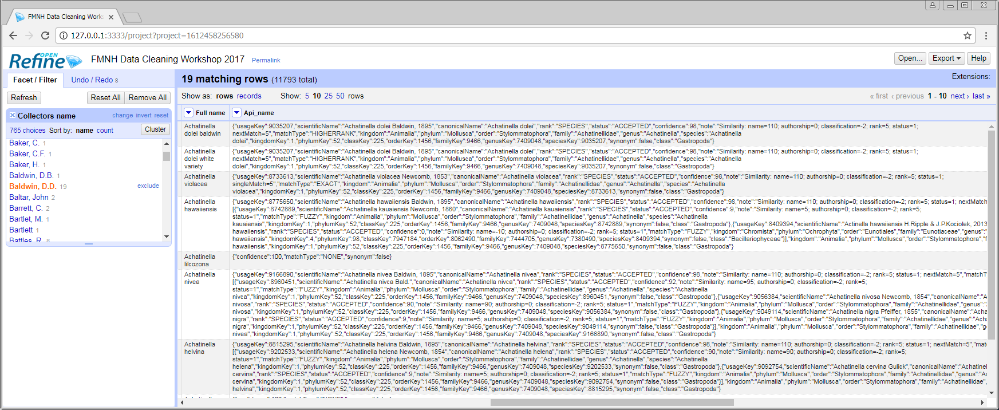 FMNH Data Cleaning Works
127.0.0.1:3333/project?project=1612458256580
OPEN
Refine
FMNH Data Cleaning Workshop 2017 Permalink
Open... Export Help
Facet / Filter Undo / Redo 8
19 matching rows (11793 total)
Extensions:
Refresh Reset All Remove All
Show as: rows records Show: 5 10 25 50 rows
« first ‹ previous 1 - 10 next › last »
Collectors name change invert reset
765 choices Sort by: name count Cluster
Baker, C. 1
Baker, C.F. 1
Baker, H. 1
Baldwin, D.B. 1
Baldwin, D.D. 19 exclude
Baltar, John 2
Barrett, C. 2
Bartlet, M. 1
Bartlett 1
Battles, R. 8
Full name Api_name
Achatinella
dolei baldwin
{"usageKey":9035207,"scientificName":"Achatinella dolei Baldwin, 1895","canonicalName":"Achatinella dolei","rank":"SPECIES","status":"ACCEPTED","confidence":98,"note":"Similarity: name=110; authorship=0; classification=-2; rank=5; status=1;
nextMatch=5","matchType":"HIGHERRANK","kingdom":"Animalia","phylum":"Mollusca","order":"Stylommatophora","family":"Achatinellidae","genus":"Achatinella","species":"Achatinella
dolei","kingdomKey":1,"phylumKey":52,"classKey":225,"orderKey":1456,"familyKey":9466,"genusKey":7409048,"speciesKey":9035207,"synonym":false,"class":"Gastropoda"}
Achatinella
dolei white
variety
{"usageKey":9035207,"scientificName":"Achatinella dolei Baldwin, 1895","canonicalName":"Achatinella dolei","rank":"SPECIES","status":"ACCEPTED","confidence":98,"note":"Similarity: name=110; authorship=0; classification=-2; rank=5; status=1;
nextMatch=5","matchType":"HIGHERRANK","kingdom":"Animalia","phylum":"Mollusca","order":"Stylommatophora","family":"Achatinellidae","genus":"Achatinella","species":"Achatinella
dolei","kingdomKey":1,"phylumKey":52,"classKey":225,"orderKey":1456,"familyKey":9466,"genusKey":7409048,"speciesKey":9035207,"synonym":false,"class":"Gastropoda"}
Achatinella
violacea
{"usageKey":8733613,"scientificName":"Achatinella violacea Newcomb, 1853","canonicalName":"Achatinella violacea","rank":"SPECIES","status":"ACCEPTED","confidence":98,"note":"Similarity: name=110; authorship=0; classification=-2; rank=5; status=1;
singleMatch=5","matchType":"EXACT","kingdom":"Animalia","phylum":"Mollusca","order":"Stylommatophora","family":"Achatinellidae","genus":"Achatinella","species":"Achatinella
violacea","kingdomKey":1,"phylumKey":52,"classKey":225,"orderKey":1456,"familyKey":9466,"genusKey":7409048,"speciesKey":8733613,"synonym":false,"class":"Gastropoda"}
Achatinella
hawaiiensis
{"usageKey":8775650,"scientificName":"Achatinella hawaiiensis Baldwin, 1895","canonicalName":"Achatinella hawaiiensis","rank":"SPECIES","status":"ACCEPTED","confidence":98,"note":"Similarity: name=110; authorship=0; classification=-2; rank=5; status=1; nextMatch
[{"usageKey":8742889,"scientificName":"Achatinella kauaiensis Newcomb, 1860","canonicalName":"Achatinella kauaiensis","rank":"SPECIES","status":"ACCEPTED","confidence":9,"note":"Similarity: name=5; authorship=0; classification=-2; rank=5;
status=1","matchType":"FUZZY","kingdom":"Animalia","phylum":"Mollusca","order":"Stylommatophora","family":"Achatinellidae","genus":"Achatinella","species":"Achatinella
kauaiensis","kingdomKey":1,"phylumKey":52,"classKey":225,"orderKey":1456,"familyKey":9466,"genusKey":7409048,"speciesKey":8742889,"synonym":false,"class":"Gastropoda"},{"usageKey":8409394,"scientificName":"Actinella hawaiiensis H.Ripple & J.P.Kociolek, 2013
hawaiiensis","rank":"SPECIES","status":"ACCEPTED","confidence":0,"note":"Similarity: name=-10; authorship=0; classification=-2; rank=5; status=1","matchType":"FUZZY","kingdom":"Chromista","phylum":"Ochrophyta","order":"Eunotiales","family":"Eunotiaceae","genus":"
hawaiiensis","kingdomKey":4,"phylumKey":98,"classKey":7947184,"orderKey":8062490,"familyKey":7444705,"genusKey":7380490,"speciesKey":8409394,"synonym":false,"class":"Bacillariophyceae"}],"kingdom":"Animalia","phylum":"Mollusca","order":"Stylommatophora","family":"
hawaiiensis","kingdomKey":1,"phylumKey":52,"classKey":225,"orderKey":1456,"familyKey":9466,"genusKey":7409048,"speciesKey":8775650,"synonym":false,"class":"Gastropoda"}
Achatinella
lilcozona
{"confidence":100,"matchType":"NONE","synonym":false}
Achatinella
nivea
{"usageKey":9166890,"scientificName":"Achatinella nivea Baldwin, 1895","canonicalName":"Achatinella nivea","rank":"SPECIES","status":"ACCEPTED","confidence":98,"note":"Similarity: name=110; authorship=0; classification=-2; rank=5; status=1; nextMatch=5","matchT
[{"usageKey":8960451,"scientificName":"Achatinella nivca Bald.","canonicalName":"Achatinella nivca","rank":"SPECIES","status":"ACCEPTED","confidence":92,"note":"Similarity: name=95; authorship=0; classification=-2; rank=5;
status=1","matchType":"FUZZY","kingdom":"Animalia","phylum":"Mollusca","order":"Stylommatophora","family":"Achatinellidae","genus":"Achatinella","species":"Achatinella
nivca","kingdomKey":1,"phylumKey":52,"classKey":225,"orderKey":1456,"familyKey":9466,"genusKey":7409048,"speciesKey":8960451,"synonym":false,"class":"Gastropoda"},{"usageKey":9056384,"scientificName":"Achatinella nivosa Newcomb, 1854","canonicalName":"A
nivosa","rank":"SPECIES","status":"ACCEPTED","confidence":90,"note":"Similarity: name=90; authorship=0; classification=-2; rank=5; status=1","matchType":"FUZZY","kingdom":"Animalia","phylum":"Mollusca","order":"Stylommatophora","family":"Achatinellidae","genus":"
nivosa","kingdomKey":1,"phylumKey":52,"classKey":225,"orderKey":1456,"familyKey":9466,"genusKey":7409048,"speciesKey":9056384,"synonym":false,"class":"Gastropoda"},{"usageKey":9049114,"scientificName":"Achatinella nigra Pfeiffer, 1855","canonicalName":"Acha
nigra","rank":"SPECIES","status":"ACCEPTED","confidence":9,"note":"Similarity: name=5; authorship=0; classification=-2; rank=5; status=1","matchType":"FUZZY","kingdom":"Animalia","phylum":"Mollusca","order":"Stylommatophora","family":"Achatinellidae","genus":"Ach
nigra","kingdomKey":1,"phylumKey":52,"classKey":225,"orderKey":1456,"familyKey":9466,"genusKey":7409048,"speciesKey":9049114,"synonym":false,"class":"Gastropoda"}],"kingdom":"Animalia","phylum":"Mollusca","order":"Stylommatophora","family":"Achatinellidae","ge
nivea","kingdomKey":1,"phylumKey":52,"classKey":225,"orderKey":1456,"familyKey":9466,"genusKey":7409048,"speciesKey":9166890,"synonym":false,"class":"Gastropoda"}
Achatinella
helvina
{"usageKey":8815295,"scientificName":"Achatinella helvina Baldwin, 1895","canonicalName":"Achatinella helvina","rank":"SPECIES","status":"ACCEPTED","confidence":98,"note":"Similarity: name=110; authorship=0; classification=-2; rank=5; status=1; nextMatch=5","mat
[{"usageKey":9202533,"scientificName":"Achatinella helena Newcomb, 1854","canonicalName":"Achatinella helena","rank":"SPECIES","status":"ACCEPTED","confidence":90,"note":"Similarity: name=90; authorship=0; classification=-2; rank=5;
status=1","matchType":"FUZZY","kingdom":"Animalia","phylum":"Mollusca","order":"Stylommatophora","family":"Achatinellidae","genus":"Achatinella","species":"Achatinella
helena","kingdomKey":1,"phylumKey":52,"classKey":225,"orderKey":1456,"familyKey":9466,"genusKey":7409048,"speciesKey":9202533,"synonym":false,"class":"Gastropoda"},{"usageKey":9092754,"scientificName":"Achatinella cervina Gulick","canonicalName":"Achatinel
cervina","rank":"SPECIES","status":"ACCEPTED","confidence":9,"note":"Similarity: name=5; authorship=0; classification=-2; rank=5; status=1","matchType":"FUZZY","kingdom":"Animalia","phylum":"Mollusca","order":"Stylommatophora","family":"Achatinellidae","genus":"Ac
cervina","kingdomKey":1,"phylumKey":52,"classKey":225,"orderKey":1456,"familyKey":9466,"genusKey":7409048,"speciesKey":9092754,"synonym":false,"class":"Gastropoda"}],"kingdom":"Animalia","phylum":"Mollusca","order":"Stylommatophora","family":"Achatinellidae","
helvina","kingdomKey":1,"phylumKey":52,"classKey":225,"orderKey":1456,"familyKey":9466,"genusKey":7409048,"speciesKey":8815295,"synonym":false,"class":"Gastropoda"}